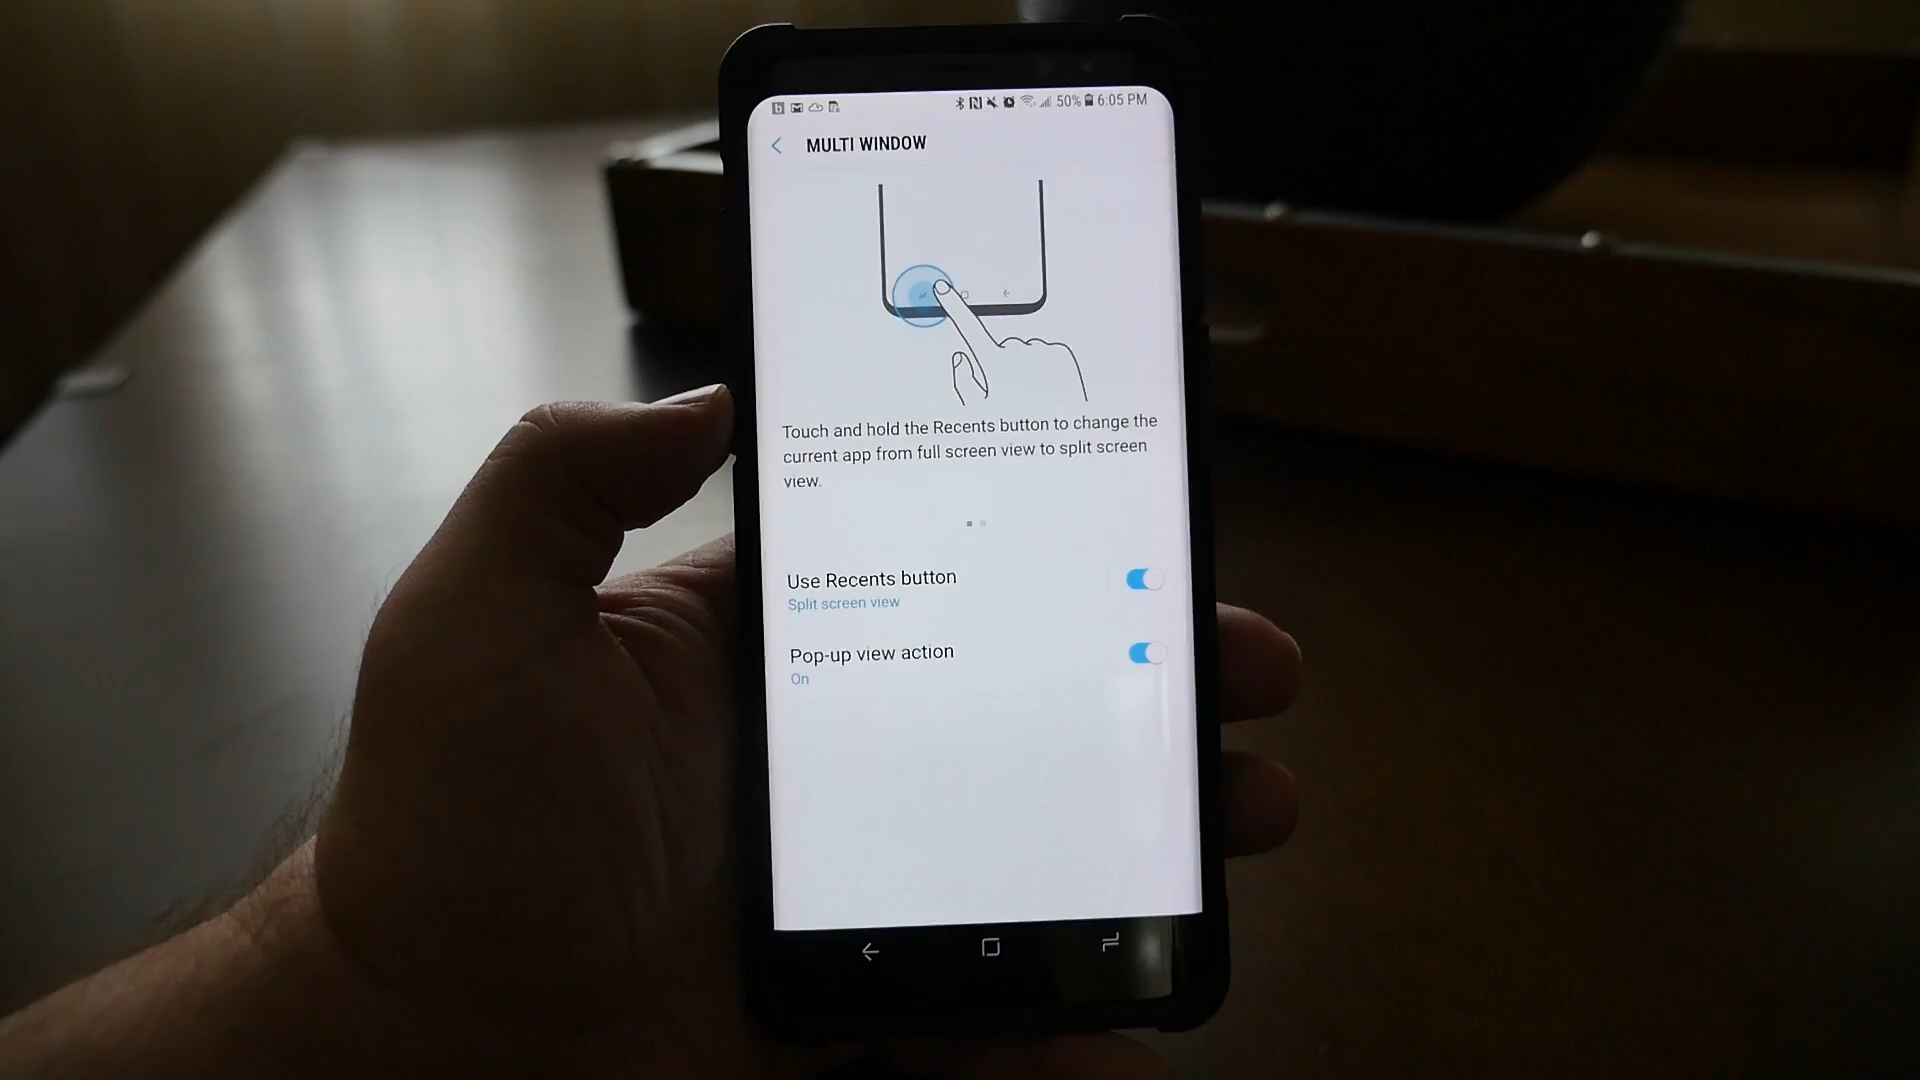 50% 6:05 PM
MULTI WINDOW
Touch and hold the Recents button to change the
current app from full screen view to split screen
view.
Use Recents button
Split screen view
Pop-up view action
On